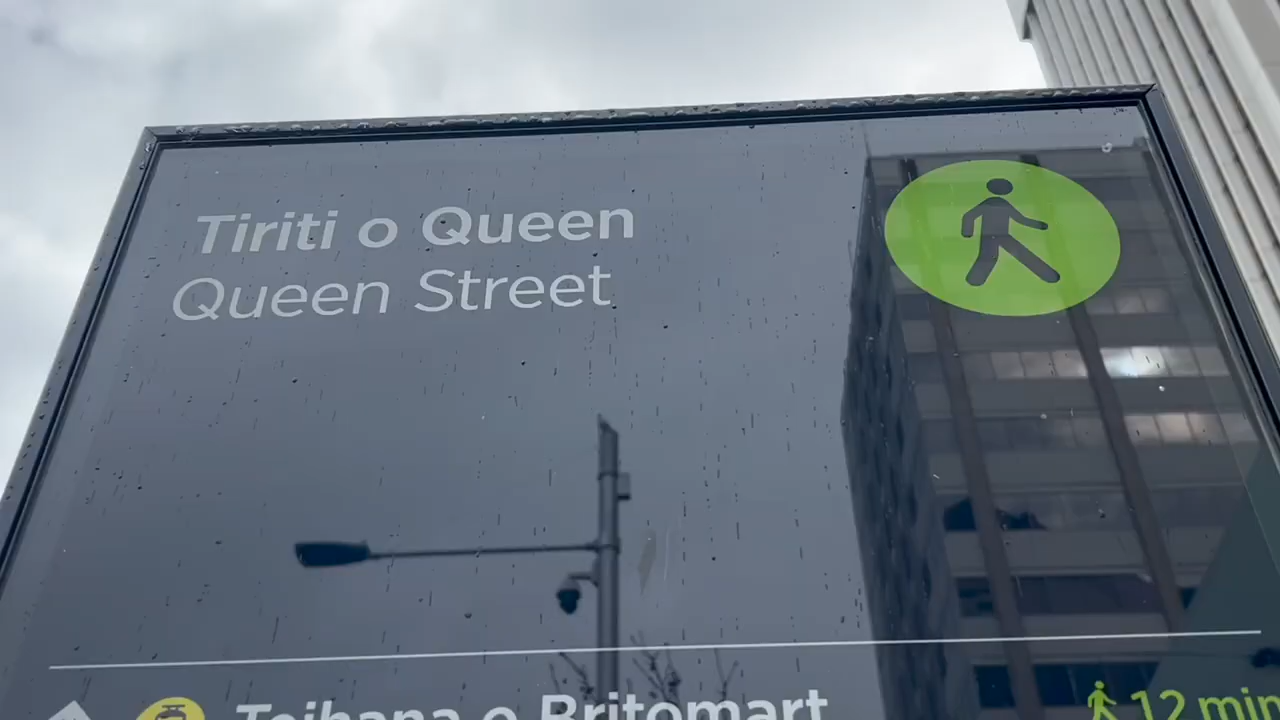 Tiriti o Queen
Queen Street
Teihana o Britomart
12 min